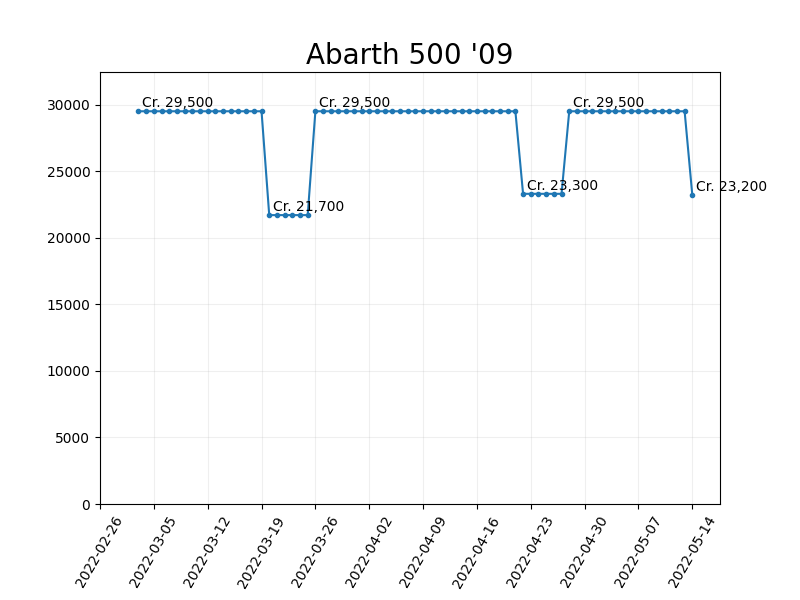 Abarth 500 '09
Cr. 29,500
Cr. 29,500
Cr. 29,500
Cr. 21,700
Cr. 23,300
Cr. 23,200
30000
25000
20000
15000
10000
5000
0
2022-02-26
2022-03-05
2022-03-12
2022-03-19
2022-03-26
2022-04-02
2022-04-09
2022-04-16
2022-04-23
2022-04-30
2022-05-07
2022-05-14